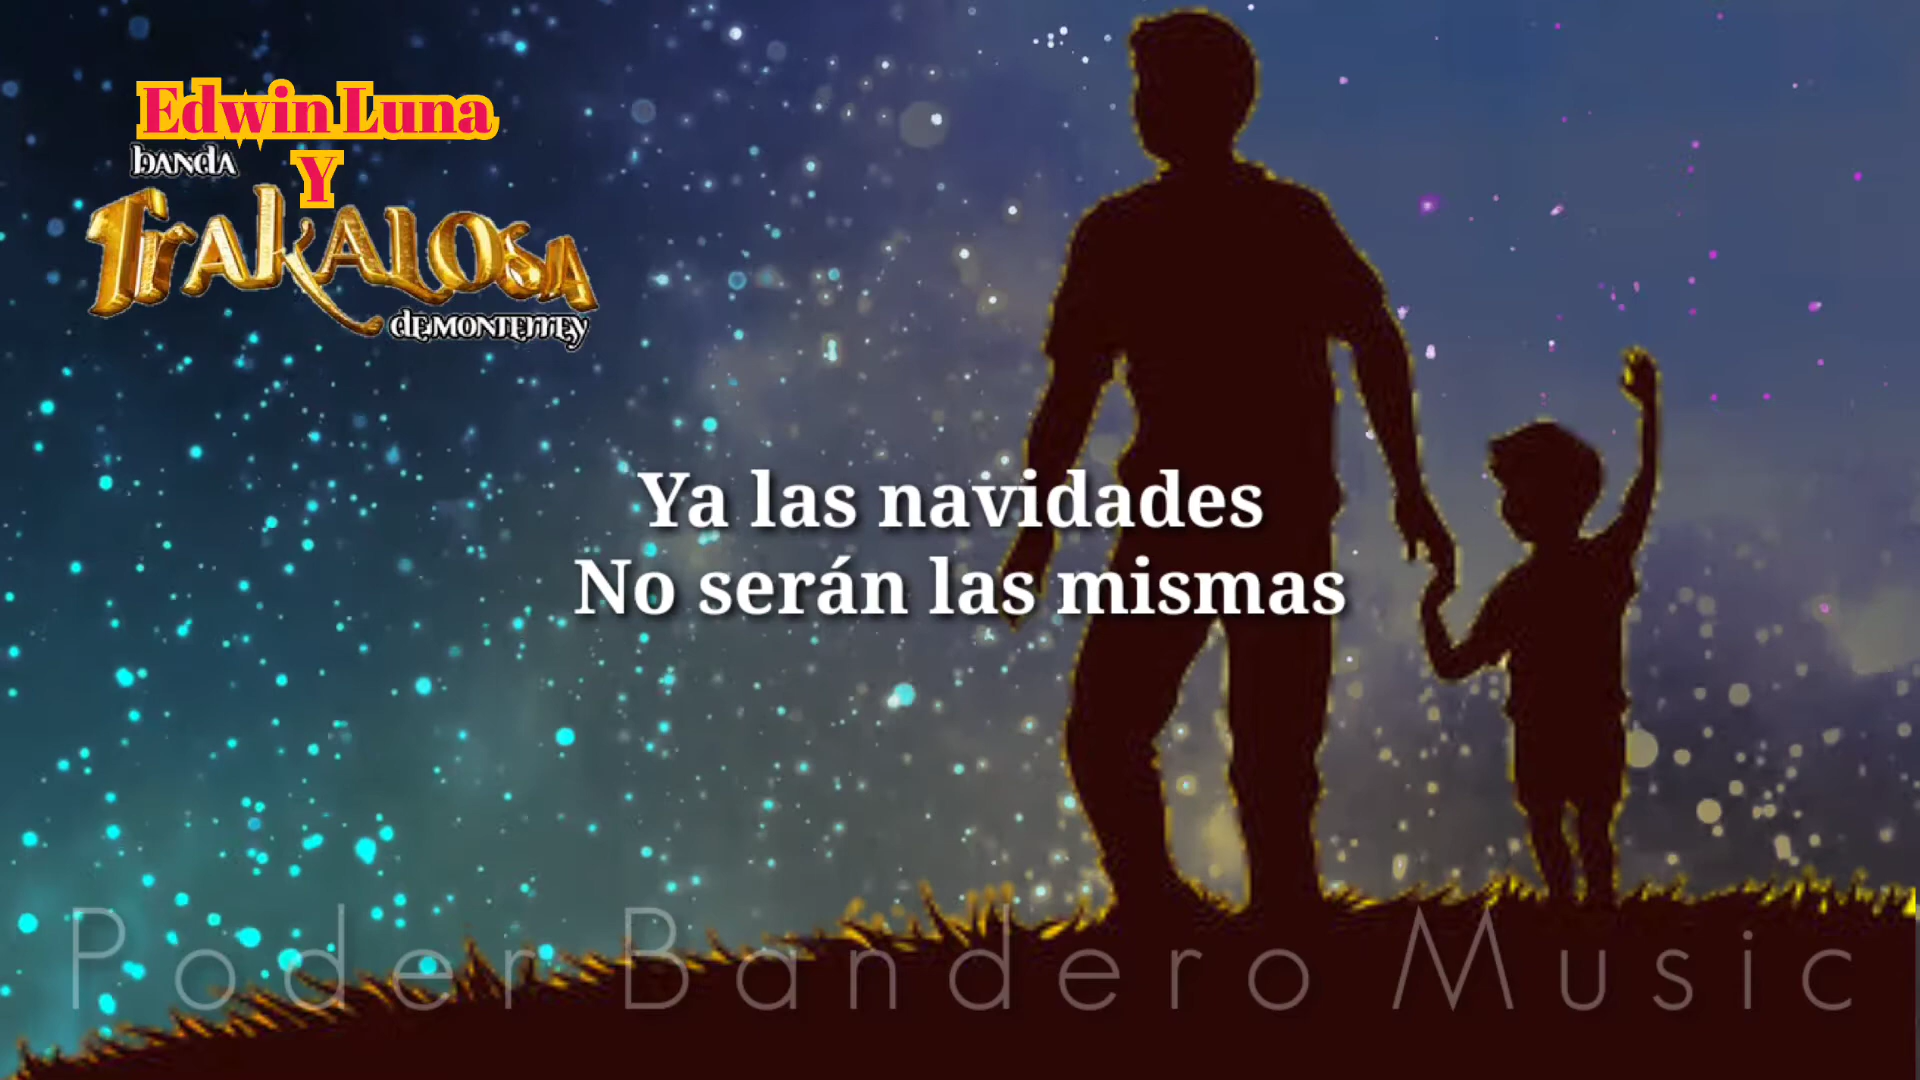 Edwin Luna
Y
banda
Trakalosa
de Monterrey
Ya las navidades
No serán las mismas
Poder Bandero Music